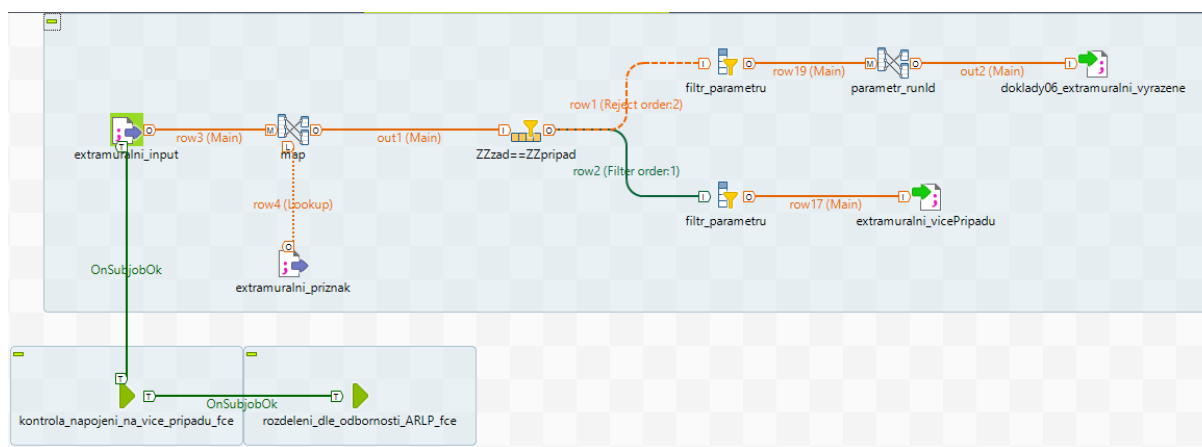 row19 (Main)
out2 (Main)
filtr_parametru
parametr_runId
doklady06_extramuralni_vyrazene
row1 (Reject order:2)
row3 (Main)
out1 (Main)
extramuralni_input
map
ZZzad==ZZpripad
row2 (Filter order:1)
row4 (Lookup)
row17 (Main)
filtr_parametru
extramuralni_vicePripadu
OnSubjobOk
extramuralni_priznak
OnSubjobOk
kontrola_napojeni_na_vice_pripadu_fce
rozdeleni_dle_odbornosti_ARLP_fce